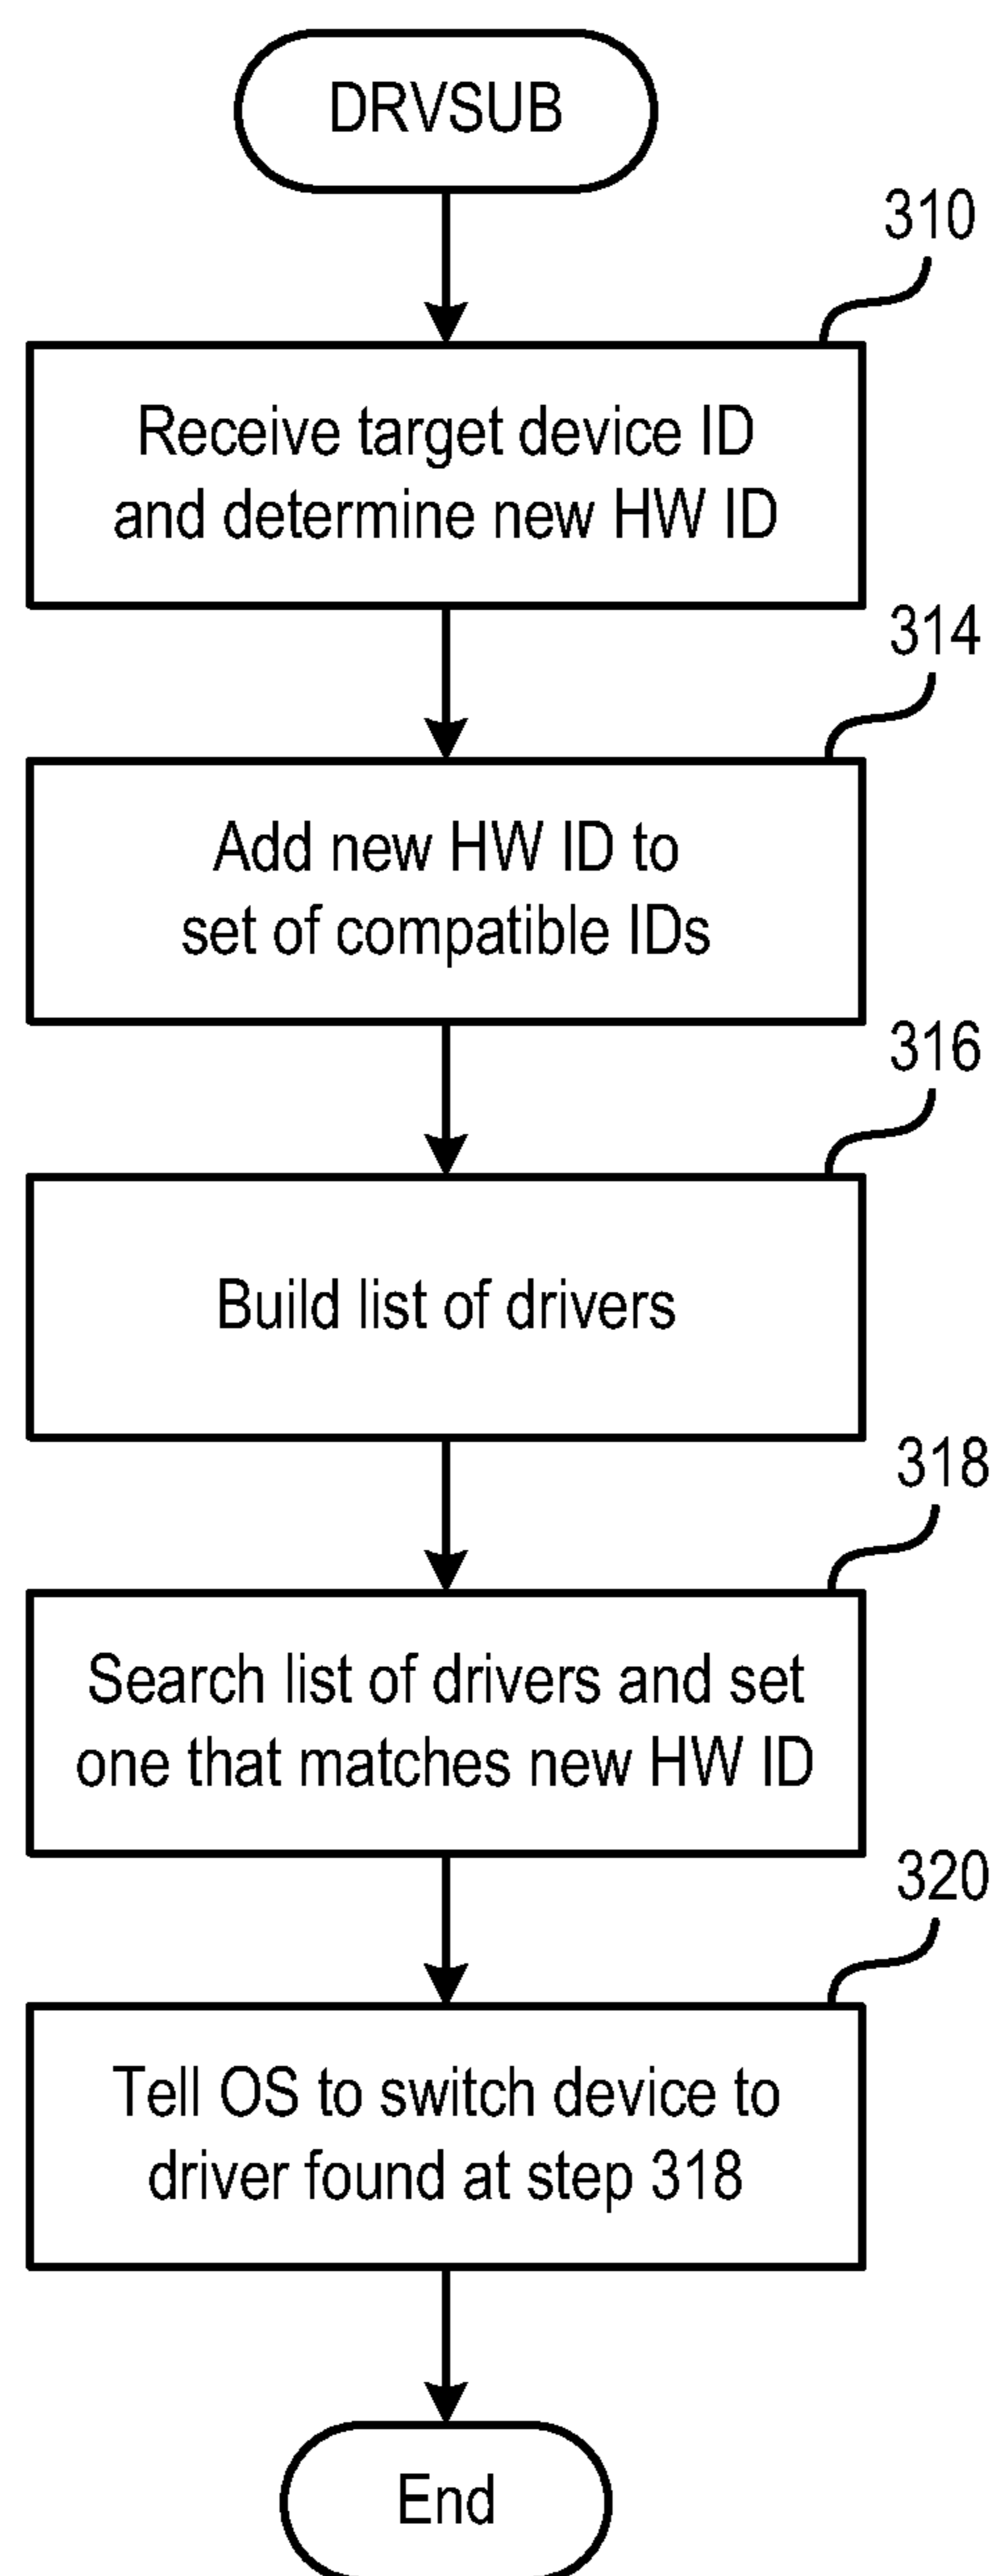 DRVSUB
310
Receive target device ID
and determine new HW ID
314
Add new HW ID to
set of compatible IDs
316
Build list of drivers
318
Search list of drivers and set
one that matches new HW ID
320
Tell OS to switch device to
driver found at step 318
End